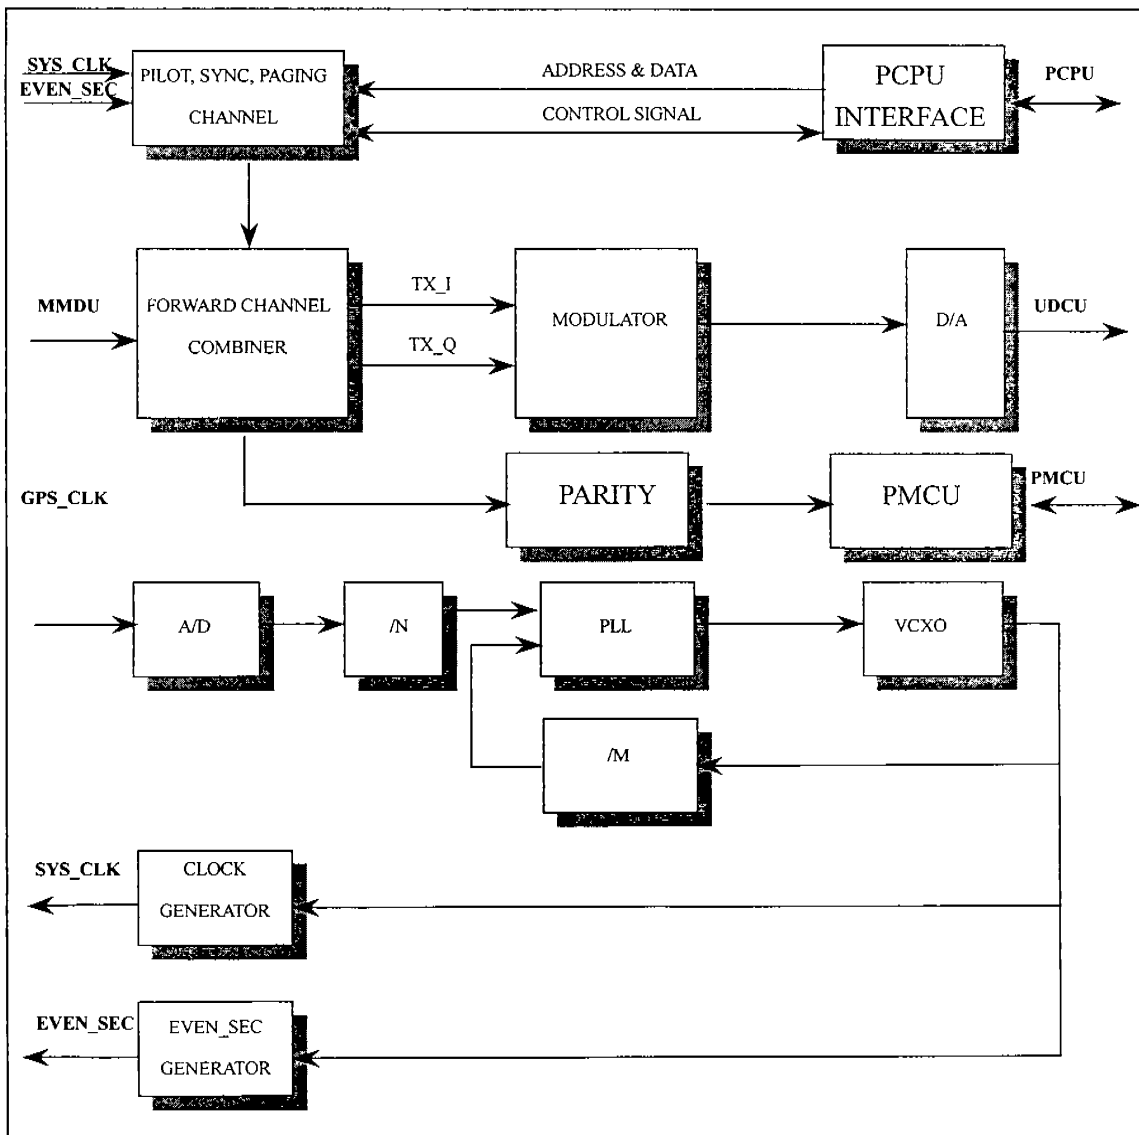 SYS_CLK
EVEN_SEC
PILOT, SYNC, PAGING
CHANNEL
ADDRESS & DATA
CONTROL SIGNAL
PCPU
INTERFACE
PCPU
MMDU
FORWARD CHANNEL
COMBINER
TX_I
TX_Q
MODULATOR
D/A
UDCU
GPS_CLK
PARITY
PMCU
PMCU
A/D
/N
PLL
VCXO
/M
SYS_CLK
CLOCK
GENERATOR
EVEN_SEC
EVEN_SEC
GENERATOR